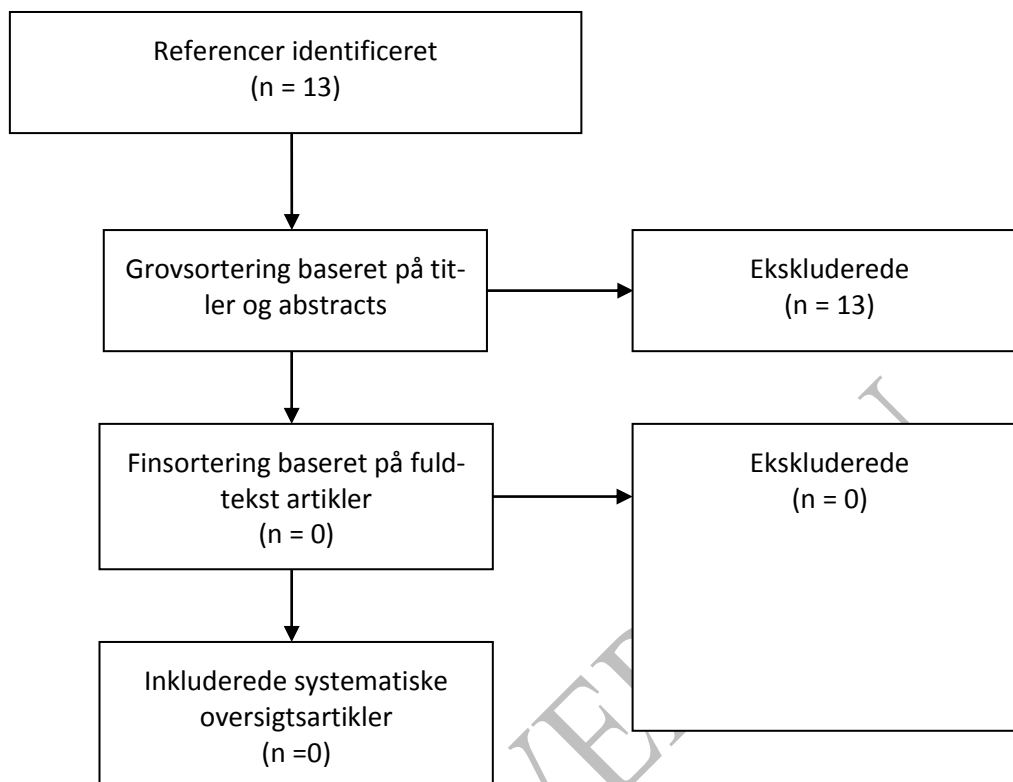 Referencer identificeret
(n = 13)
Grovsortering baseret på tit-
ler og abstracts
Ekskluderede
(n = 13)
Finsortering baseret på fuld-
tekst artikler
(n = 0)
Ekskluderede
(n = 0)
Inkluderede systematiske
oversigtsartikler
(n =0)